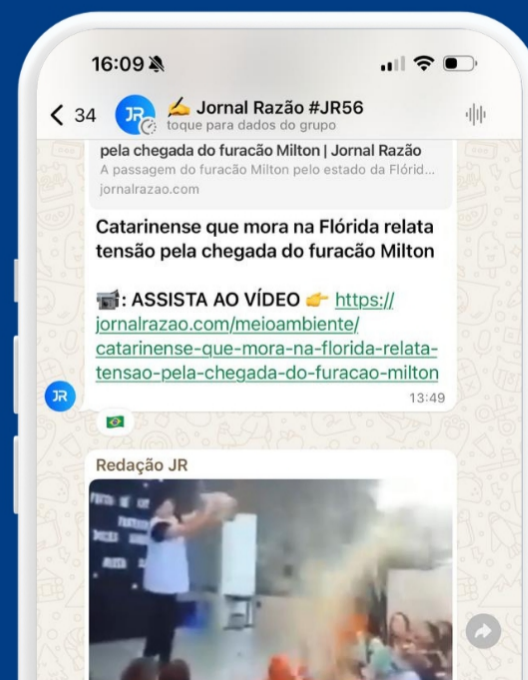 16:09
34
JR
✍️ Jornal Razão #JR56
toque para dados do grupo
pela chegada do furacão Milton | Jornal Razão
A passagem do furacão Milton pelo estado da Flórid...
jornalrazao.com
Catarinense que mora na Flórida relata
tensão pela chegada do furacão Milton
📹: ASSISTA AO VÍDEO 👉 https://
jornalrazao.com/meioambiente/
catarinense-que-mora-na-florida-relata-
tensao-pela-chegada-do-furacao-milton
13:49
JR
Redação JR